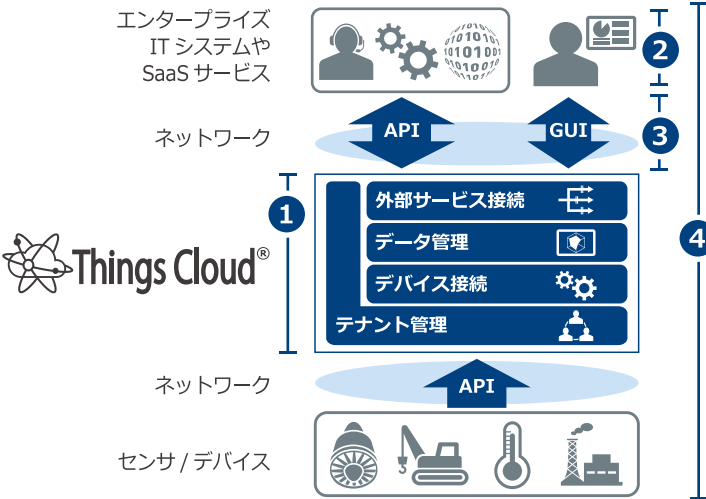 エンタープライズ
IT システムや
SaaS サービス
2
ネットワーク
API
GUI
3
1
外部サービス接続
データ管理
デバイス接続
テナント管理
4
Things Cloud®
ネットワーク
API
センサ / デバイス